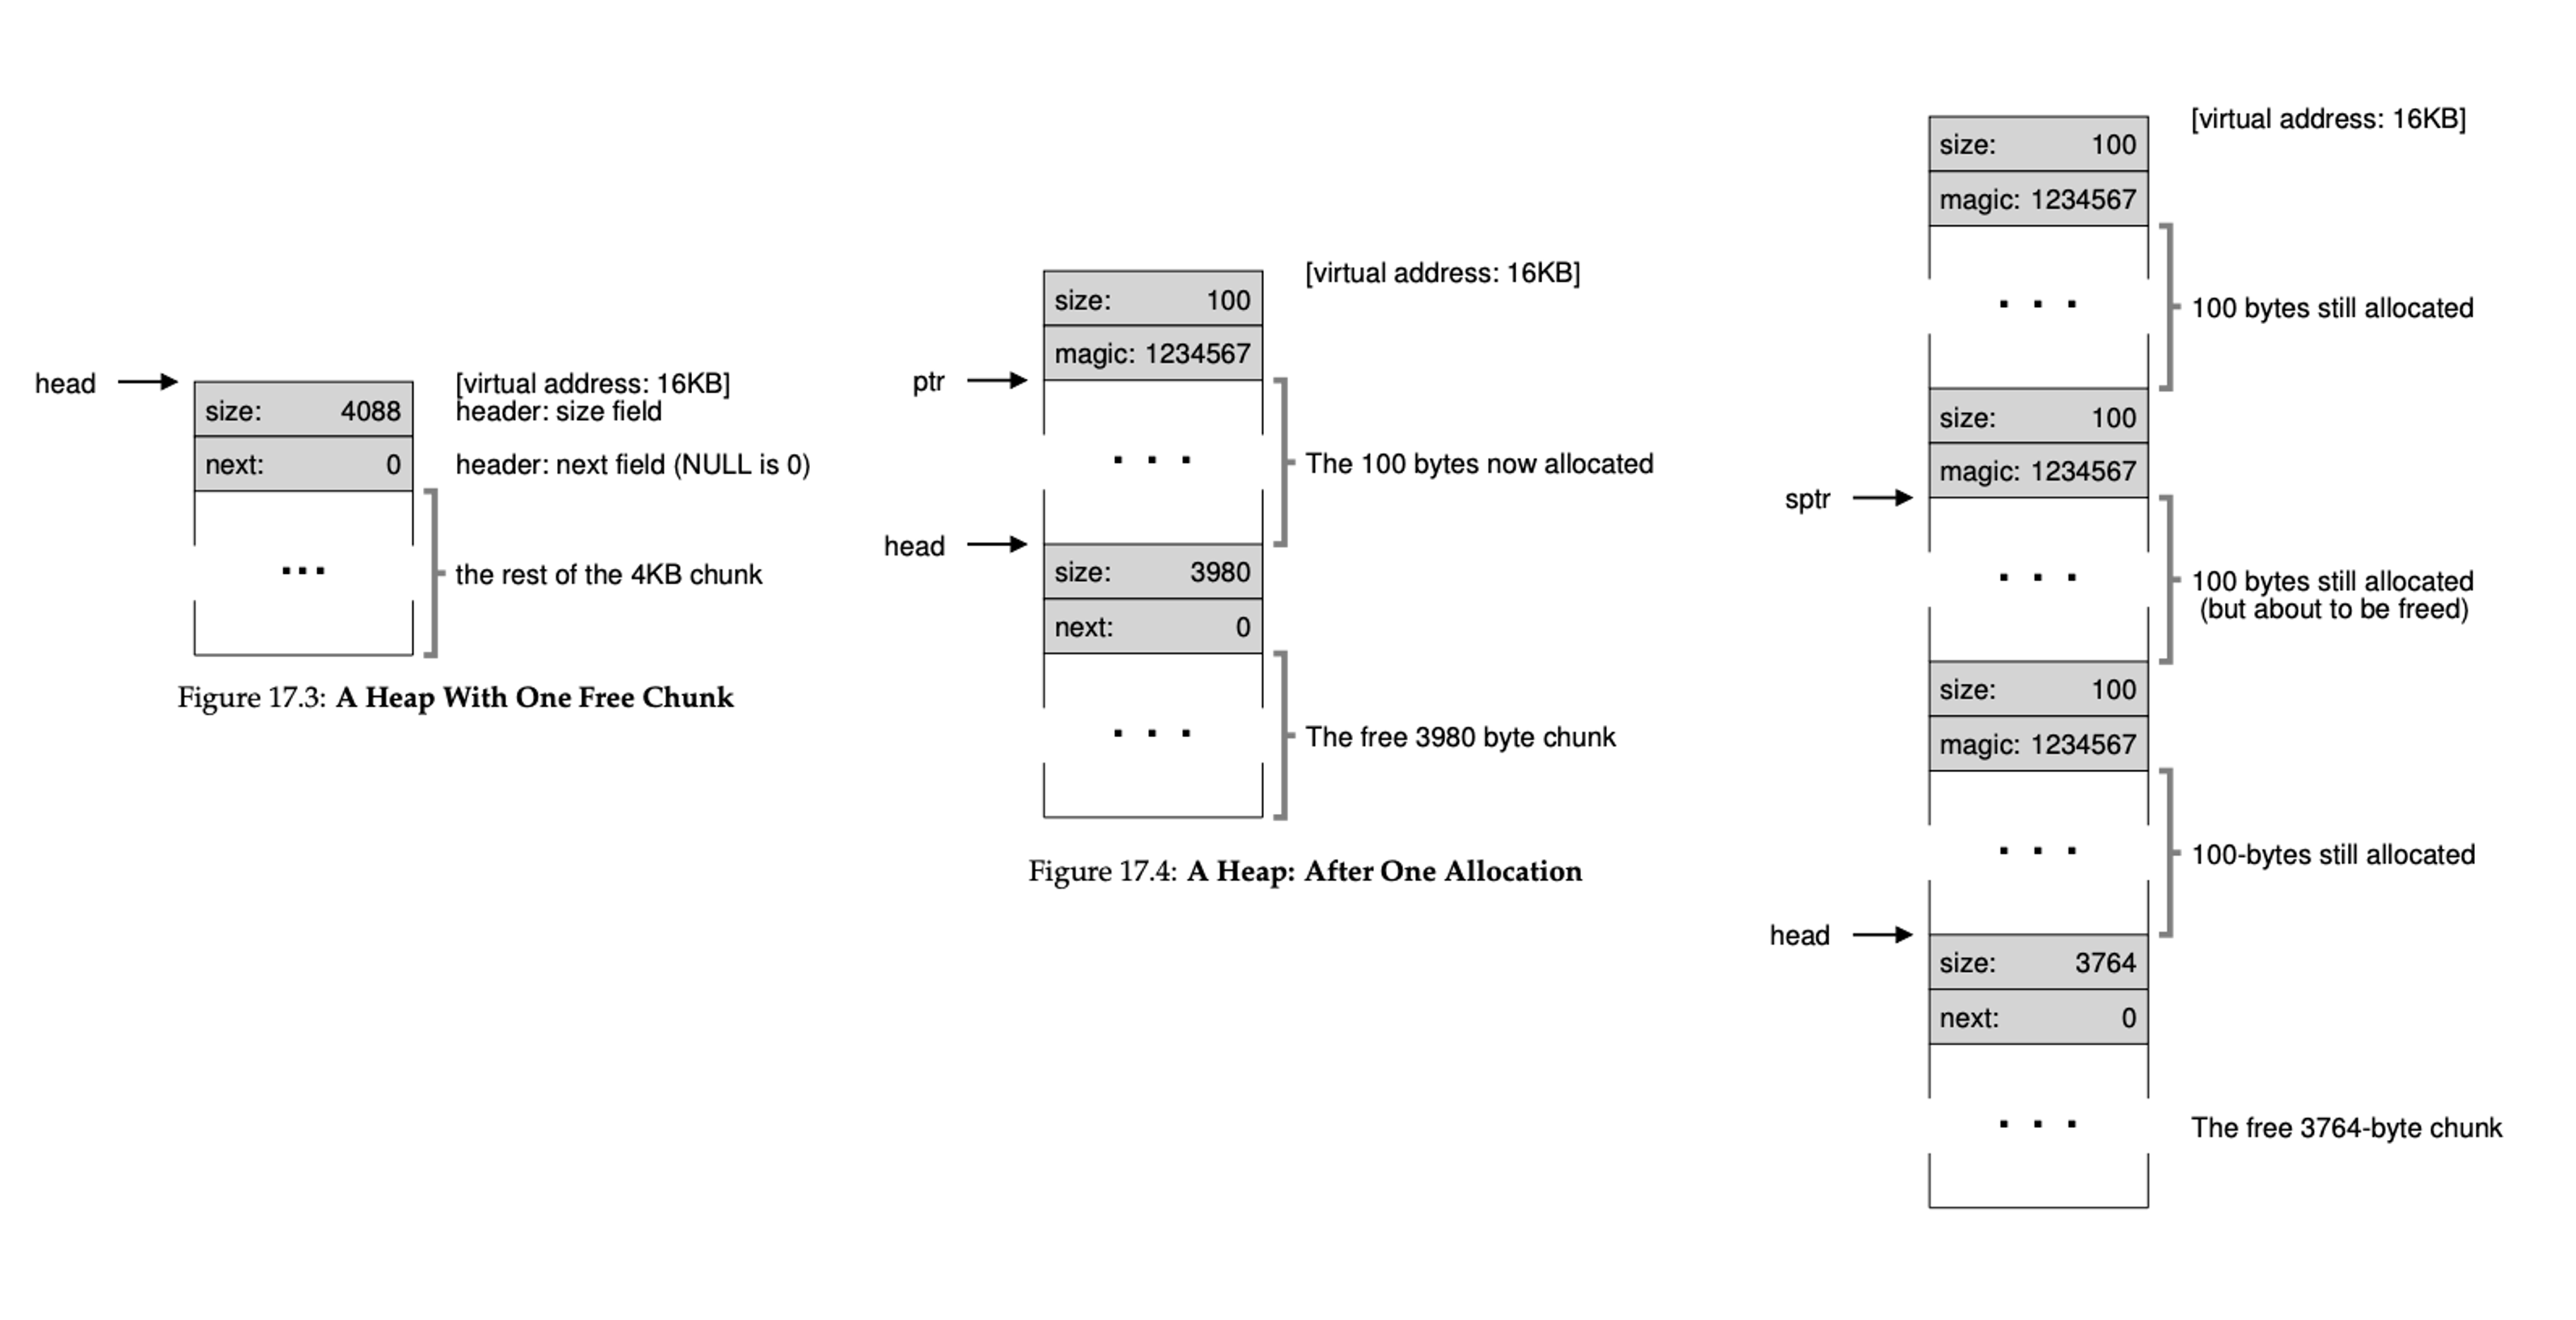 head
[virtual address: 16KB]
size: 4088
header: size field
next: 0
header: next field (NULL is 0)
...
the rest of the 4KB chunk
Figure 17.3: A Heap With One Free Chunk
[virtual address: 16KB]
size: 100
magic: 1234567
ptr
. . .
The 100 bytes now allocated
head
size: 3980
next: 0
. . .
The free 3980 byte chunk
Figure 17.4: A Heap: After One Allocation
[virtual address: 16KB]
size: 100
magic: 1234567
. . .
100 bytes still allocated
size: 100
magic: 1234567
sptr
. . .
100 bytes still allocated
(but about to be freed)
size: 100
magic: 1234567
. . .
100-bytes still allocated
head
size: 3764
next: 0
. . .
The free 3764-byte chunk